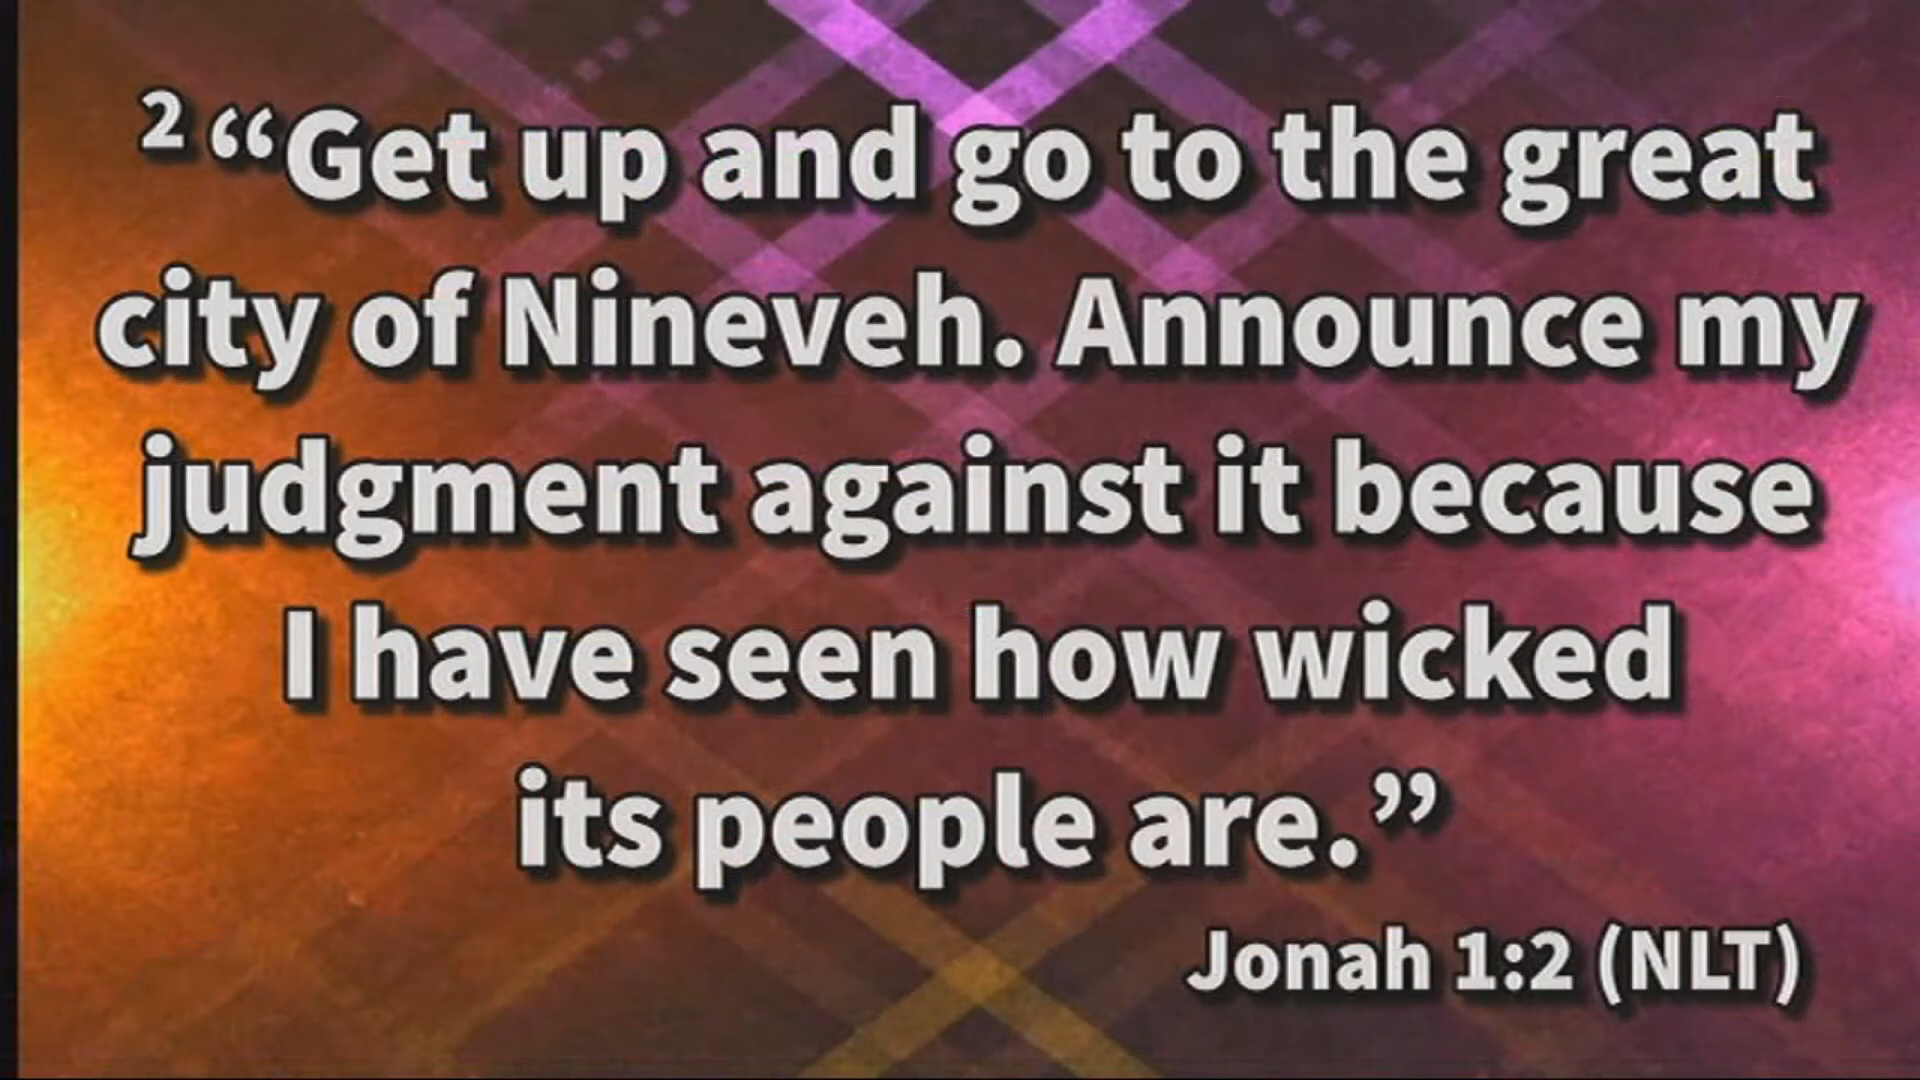 ² “Get up and go to the great
city of Nineveh. Announce my
judgment against it because
I have seen how wicked
its people are.”
Jonah 1:2 (NLT)